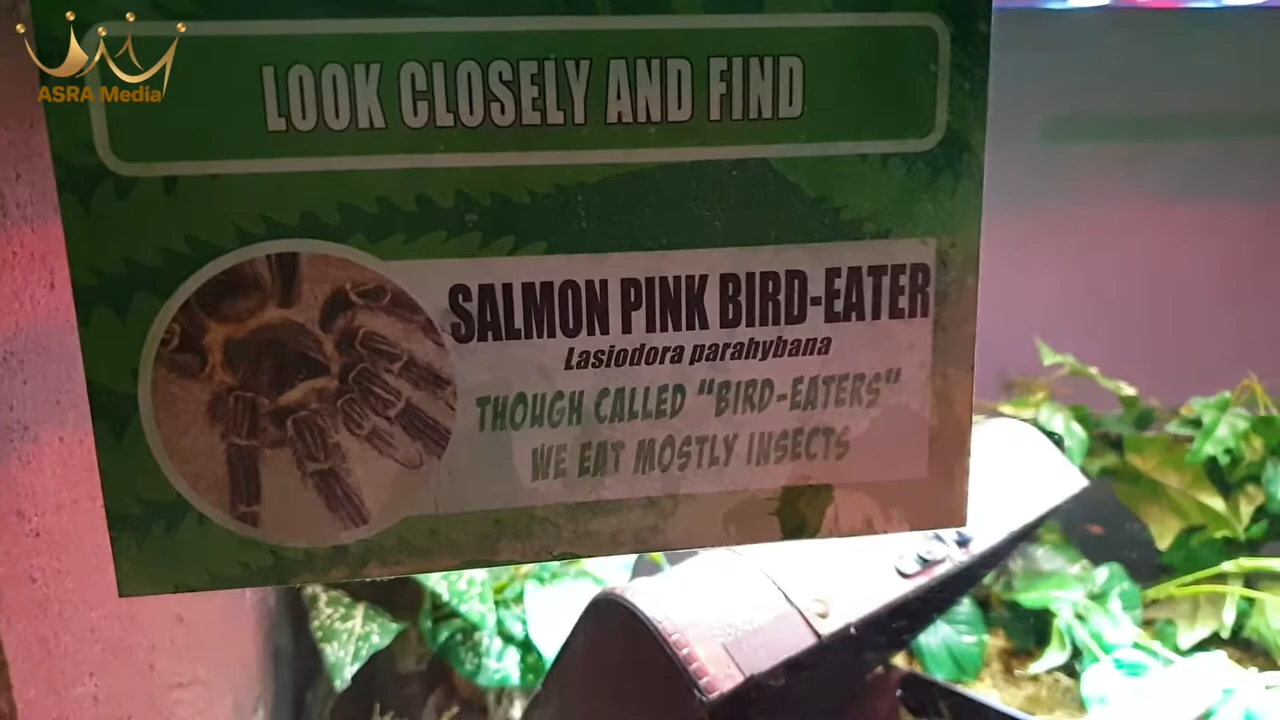 ASRA Media
LOOK CLOSELY AND FIND
SALMON PINK BIRD-EATER
Lasiodora parahybana
THOUGH CALLED "BIRD-EATERS"
WE EAT MOSTLY INSECTS